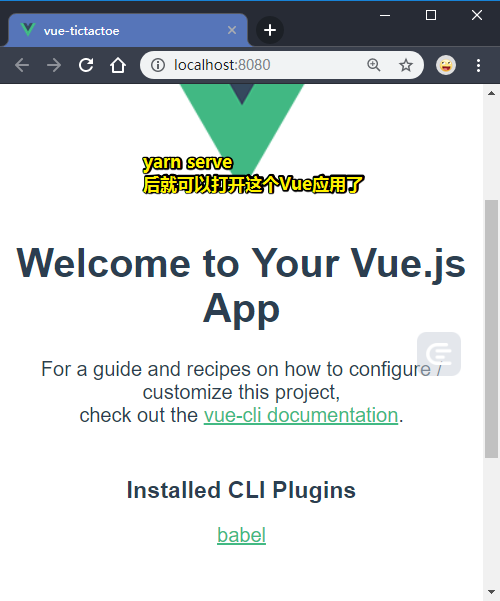 vue-tictactoe
localhost:8080
yarn serve
后就可以打开这个Vue应用了
Welcome to Your Vue.js
App
For a guide and recipes on how to configure /
customize this project,
check out the vue-cli documentation.
Installed CLI Plugins
babel